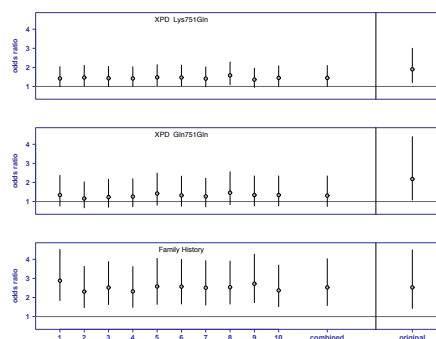 XPD Lys751Gln
odds ratio
4
3
2
1
XPD Gln751Gln
odds ratio
4
3
2
1
Family History
odds ratio
4
3
2
1
1 2 3 4 5 6 7 8 9 10 combined original